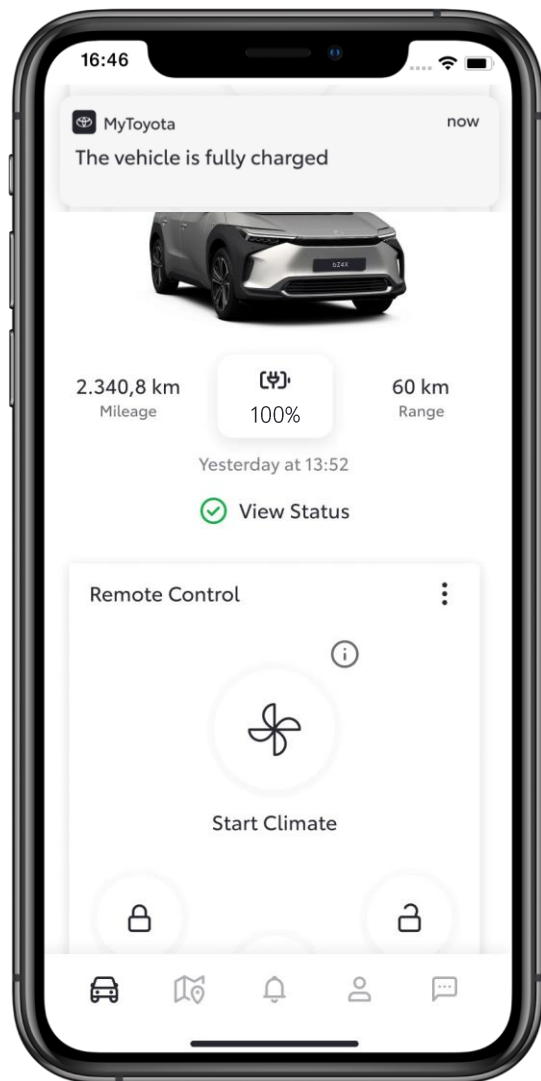 16:46
MyToyota
now
The vehicle is fully charged
bZ4X
2.340,8 km
100%
60 km
Mileage
Range
Yesterday at 13:52
View Status
Remote Control
Start Climate